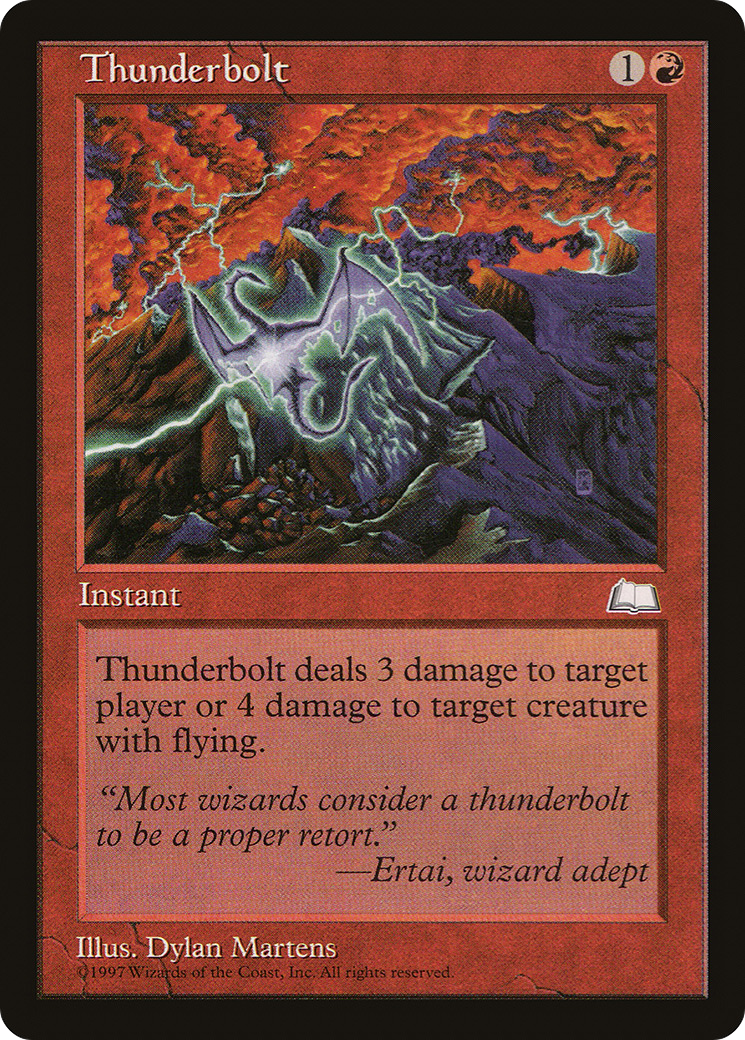 Thunderbolt 1
Instant
Thunderbolt deals 3 damage to target
player or 4 damage to target creature
with flying.
“Most wizards consider a thunderbolt
to be a proper retort.”
—Ertai, wizard adept
Illus. Dylan Martens
©1997 Wizards of the Coast, Inc. All rights reserved.